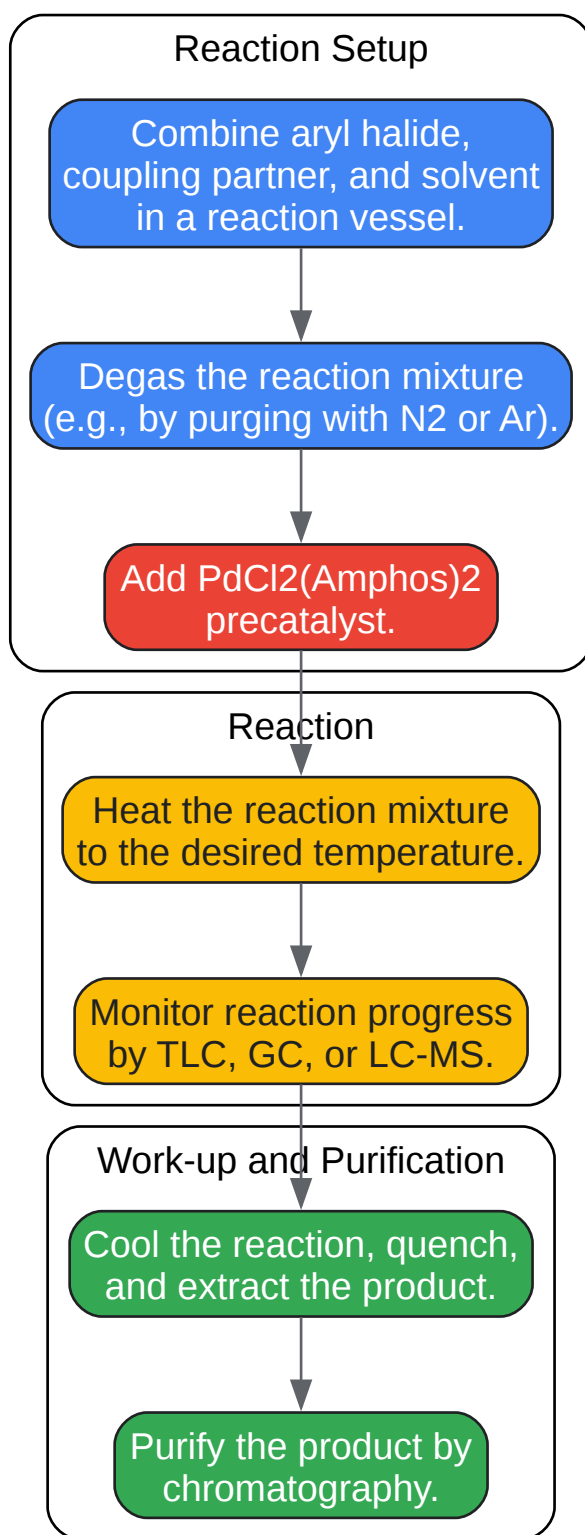 Reaction Setup
Combine aryl halide,
coupling partner, and solvent
in a reaction vessel.
Degas the reaction mixture
(e.g., by purging with N2 or Ar).
Add PdCl2(Amphos)2
precatalyst.
Reaction
Heat the reaction mixture
to the desired temperature.
Monitor reaction progress
by TLC, GC, or LC-MS.
Work-up and Purification
Cool the reaction, quench,
and extract the product.
Purify the product by
chromatography.